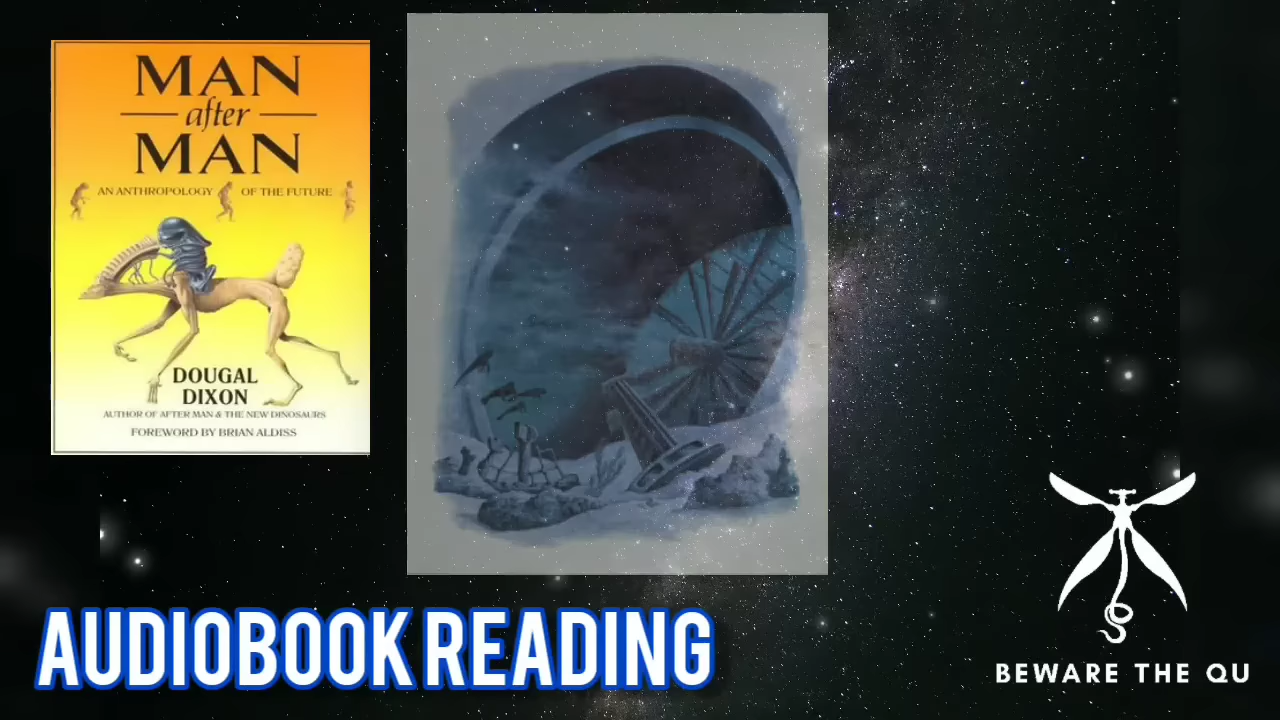 MAN
after
MAN
AN ANTHROPOLOGY OF THE FUTURE
DOUGAL
DIXON
AUTHOR OF AFTER MAN & THE NEW DINOSAURS
FOREWORD BY BRIAN ALDISS
AUDIOBOOK READING
BEWARE THE QU